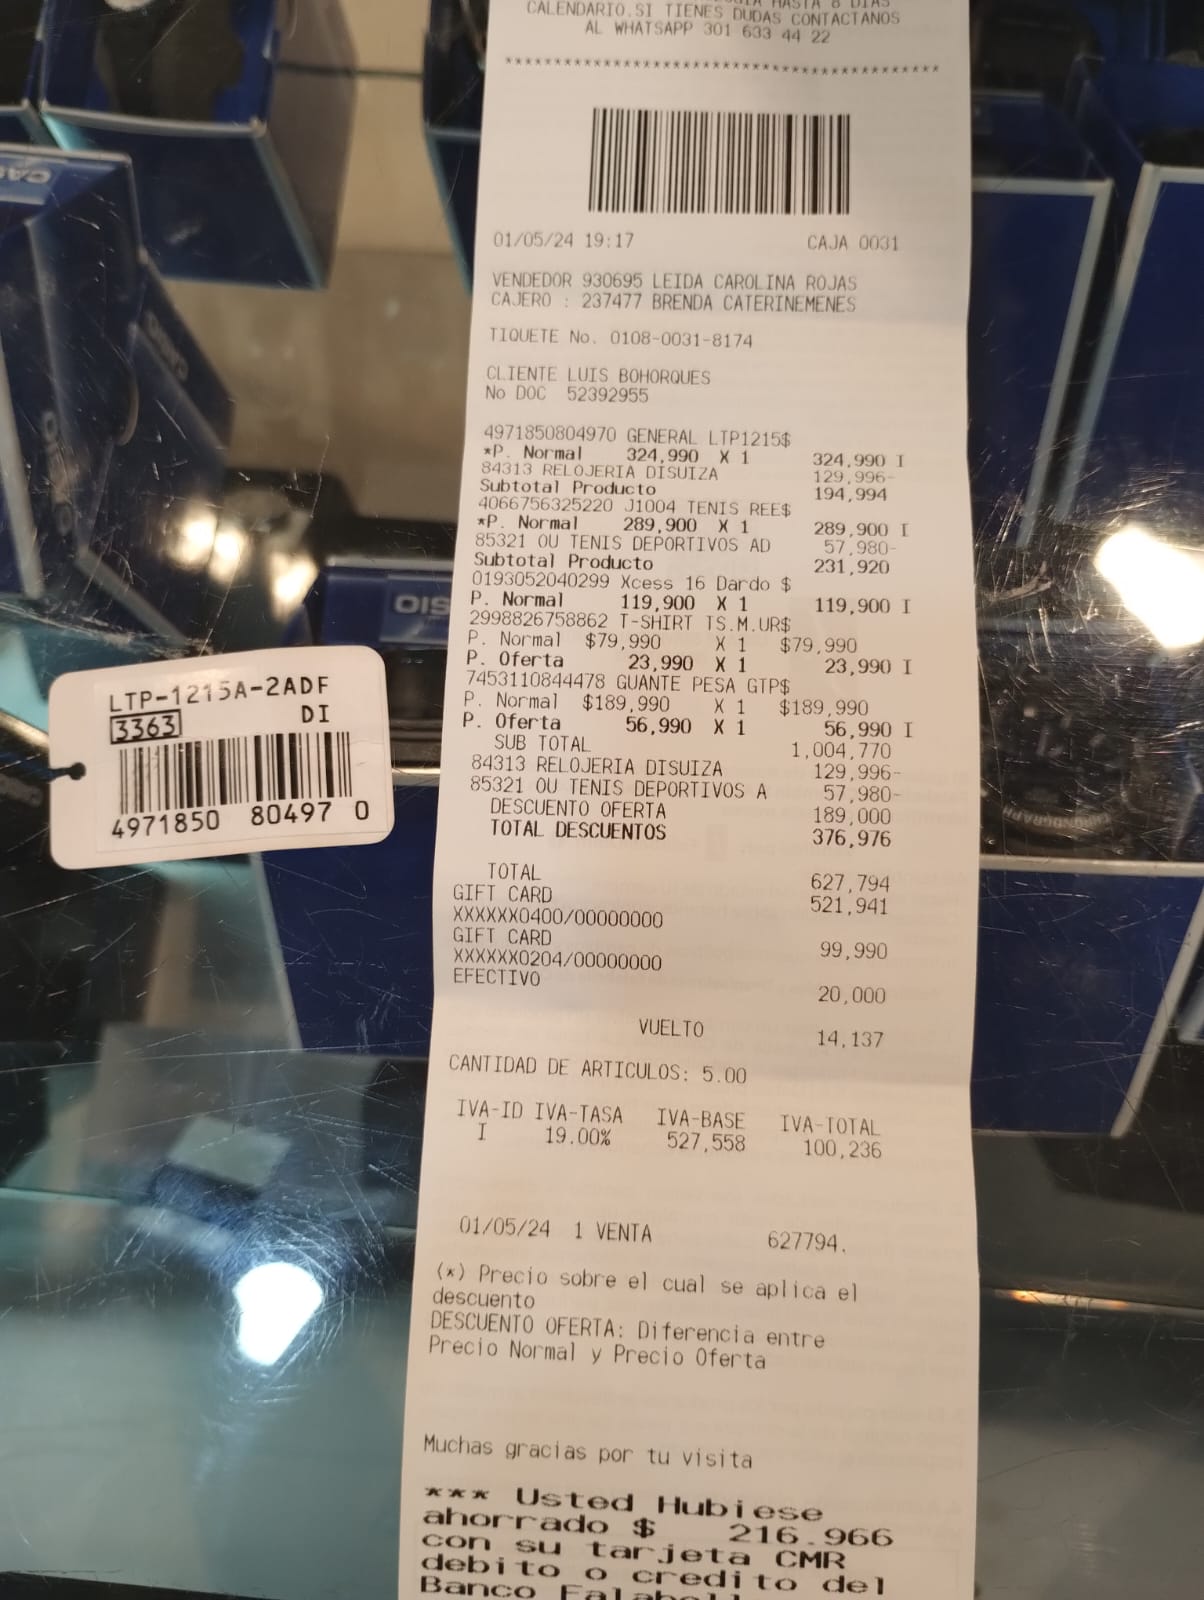 HASTA 8 DIAS
CALENDARIO.SI TIENES DUDAS CONTACTANOS
AL WHATSAPP 301 633 44 22
*******************************************
01/05/24 19:17 CAJA 0031
VENDEDOR 930695 LEIDA CAROLINA ROJAS
CAJERO : 237477 BRENDA CATERINEMENES
TIQUETE No. 0108-0031-8174
CLIENTE LUIS BOHORQUES
No DOC 52392955
4971850804970 GENERAL LTP1215$
*P. Normal 324,990 X 1 324,990 I
84313 RELOJERIA DISUIZA 129,996-
Subtotal Producto 194,994
4066756325220 J1004 TENIS REE$
*P. Normal 289,900 X 1 289,900 I
85321 OU TENIS DEPORTIVOS AD 57,980-
Subtotal Producto 231,920
0193052040299 Xcess 16 Dardo $
P. Normal 119,900 X 1 119,900 I
2998826758862 T-SHIRT TS.M.UR$
P. Normal $79,990 X 1 $79,990
P. Oferta 23,990 X 1 23,990 I
7453110844478 GUANTE PESA GTP$
P. Normal $189,990 X 1 $189,990
P. Oferta 56,990 X 1 56,990 I
SUB TOTAL 1,004,770
84313 RELOJERIA DISUIZA 129,996-
85321 OU TENIS DEPORTIVOS A 57,980-
DESCUENTO OFERTA 189,000
TOTAL DESCUENTOS 376,976
TOTAL 627,794
GIFT CARD 521,941
XXXXXX0400/00000000
GIFT CARD 99,990
XXXXXX0204/00000000
EFECTIVO 20,000
VUELTO 14,137
CANTIDAD DE ARTICULOS: 5.00
IVA-ID IVA-TASA IVA-BASE IVA-TOTAL
I 19.00% 527,558 100,236
01/05/24 1 VENTA 627794.
(*) Precio sobre el cual se aplica el
descuento
DESCUENTO OFERTA: Diferencia entre
Precio Normal y Precio Oferta
Muchas gracias por tu visita
*** Usted Hubiese
ahorrado $ 216.966
con su tarjeta CMR
debito o credito del
Banco
LTP-1215A-2ADF
3363 DI
4971850 80497 0